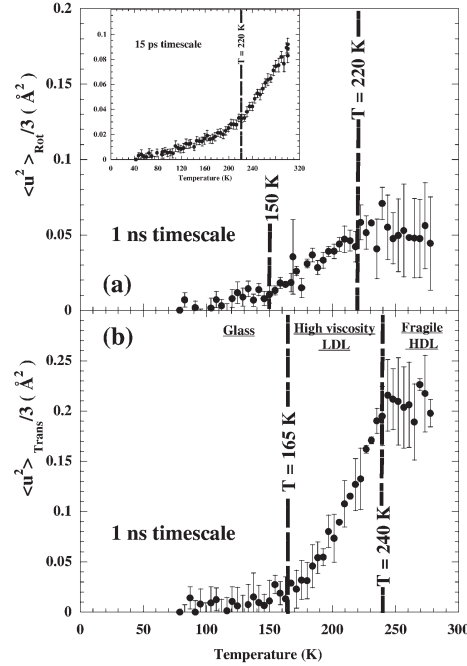 0.2
(a)
15 ps timescale
T = 220 K
0.1
0.08
0.06
0.04
0.02
0
0 40 80 120 160 200 240 280 320
Temperature (K)
T = 220 K
0.15
<u²>Rot/3 ( Å² )
0.1
0.05
0
150 K
1 ns timescale
(a)
(b)
Glass
High viscosity
LDL
Fragile
HDL
0.25
0.2
0.15
0.1
0.05
0
<u²>Trans/3 ( Å² )
T = 165 K
T = 240 K
1 ns timescale
0 50 100 150 200 250 300
Temperature (K)